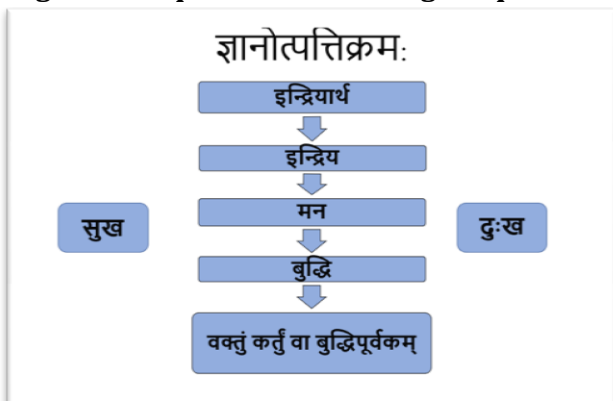 ज्ञानोत्पत्तिक्रम:
इन्द्रियार्थ
इन्द्रिय
मन
सुख
दुःख
बुद्धि
वक्तुं कर्तुं वा बुद्धिपूर्वकम्